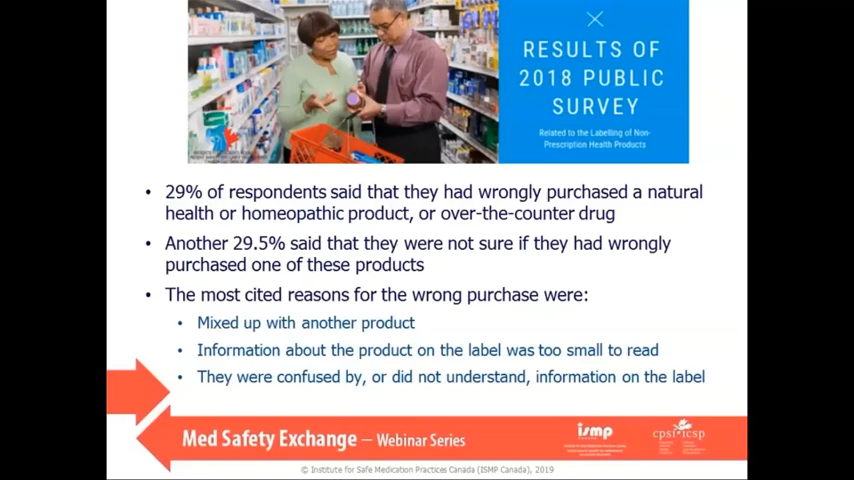 RESULTS OF
2018 PUBLIC
SURVEY
Related to the Labelling of Non-
Prescription Health Products
• 29% of respondents said that they had wrongly purchased a natural
health or homeopathic product, or over-the-counter drug
• Another 29.5% said that they were not sure if they had wrongly
purchased one of these products
• The most cited reasons for the wrong purchase were:
• Mixed up with another product
• Information about the product on the label was too small to read
• They were confused by, or did not understand, information on the label
Med Safety Exchange – Webinar Series
ismp
CANADA
cpsi icsp
© Institute for Safe Medication Practices Canada (ISMP Canada), 2019